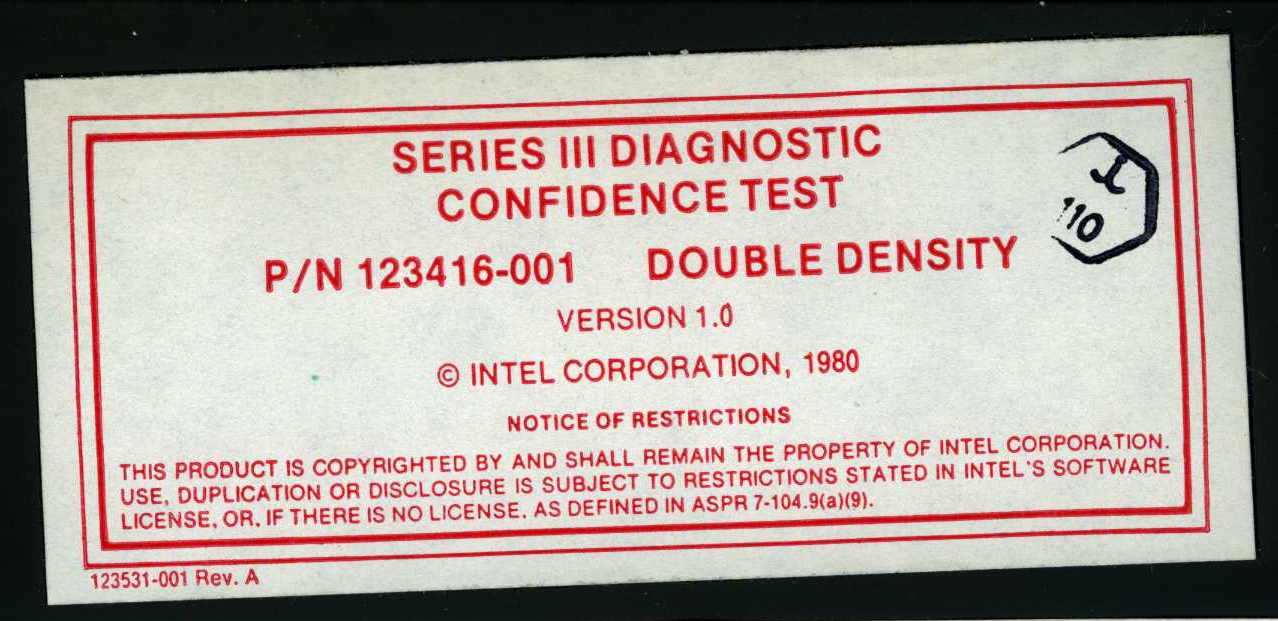 SERIES III DIAGNOSTIC
CONFIDENCE TEST
P/N 123416-001 DOUBLE DENSITY
VERSION 1.0
© INTEL CORPORATION, 1980
NOTICE OF RESTRICTIONS
THIS PRODUCT IS COPYRIGHTED BY AND SHALL REMAIN THE PROPERTY OF INTEL CORPORATION.
USE, DUPLICATION OR DISCLOSURE IS SUBJECT TO RESTRICTIONS STATED IN INTEL'S SOFTWARE
LICENSE, OR, IF THERE IS NO LICENSE, AS DEFINED IN ASPR 7-104.9(a)(9).
123531-001 Rev. A
I
110